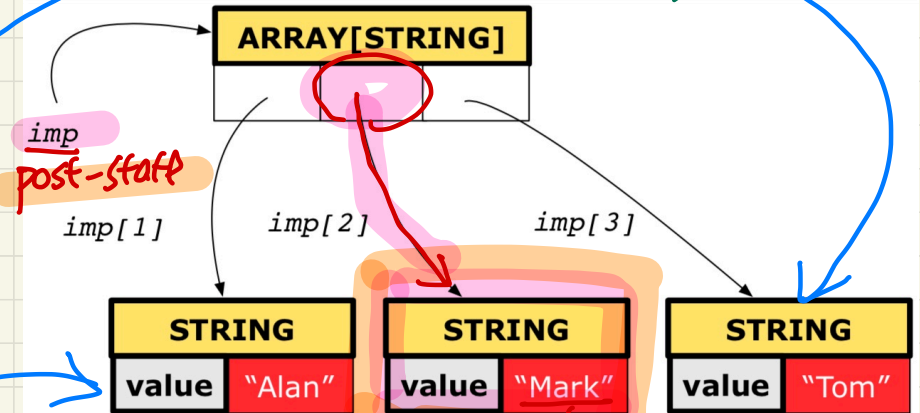 ARRAY[STRING]
imp
post-state
imp[1] imp[2] imp[3]
STRING STRING STRING
value “Alan” value “Mark” value “Tom”